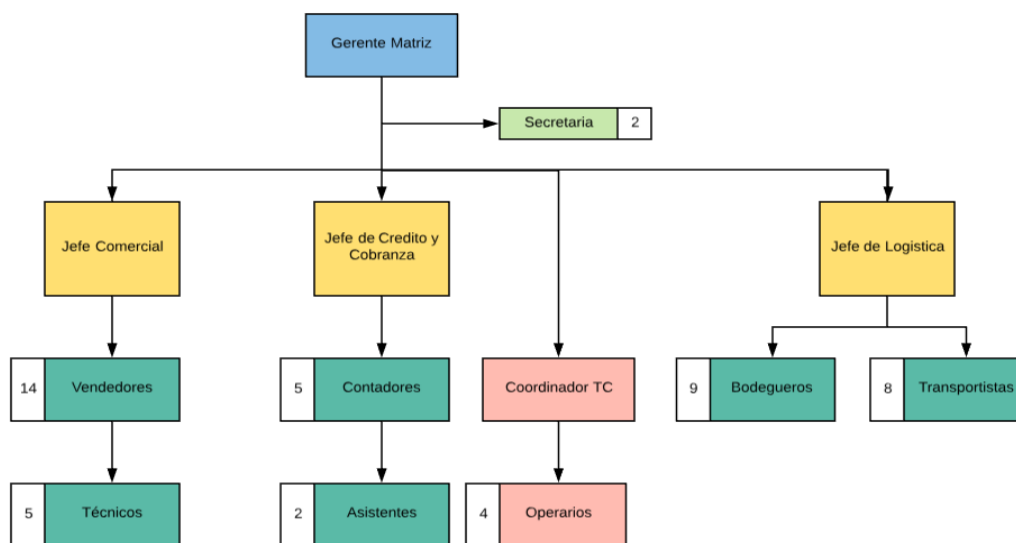 Gerente Matriz
Secretaria 2
Jefe Comercial
Jefe de Credito y
Cobranza
Jefe de Logistica
14 Vendedores
5 Contadores
Coordinador TC
9 Bodegueros
8 Transportistas
5 Técnicos
2 Asistentes
4 Operarios